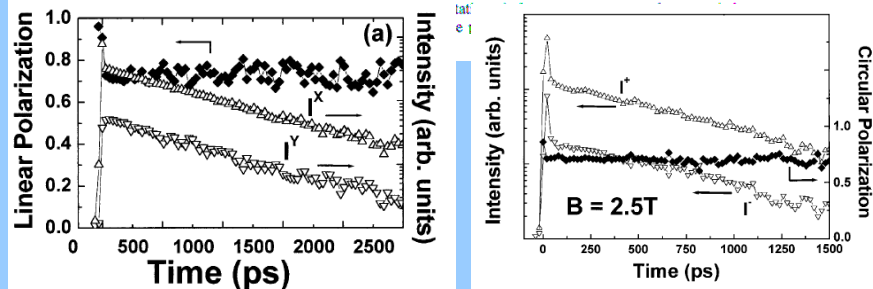 (a)
Linear Polarization
1.0
0.8
0.6
0.4
0.2
0.0
I^X
I^Y
Intensity (arb. units)
0 500 1000 1500 2000 2500
Time (ps)
Intensity (arb. units)
I^+
I^-
B = 2.5T
Circular Polarization
1.0
0.7
0.0
0 250 500 750 1000 1250 1500
Time (ps)